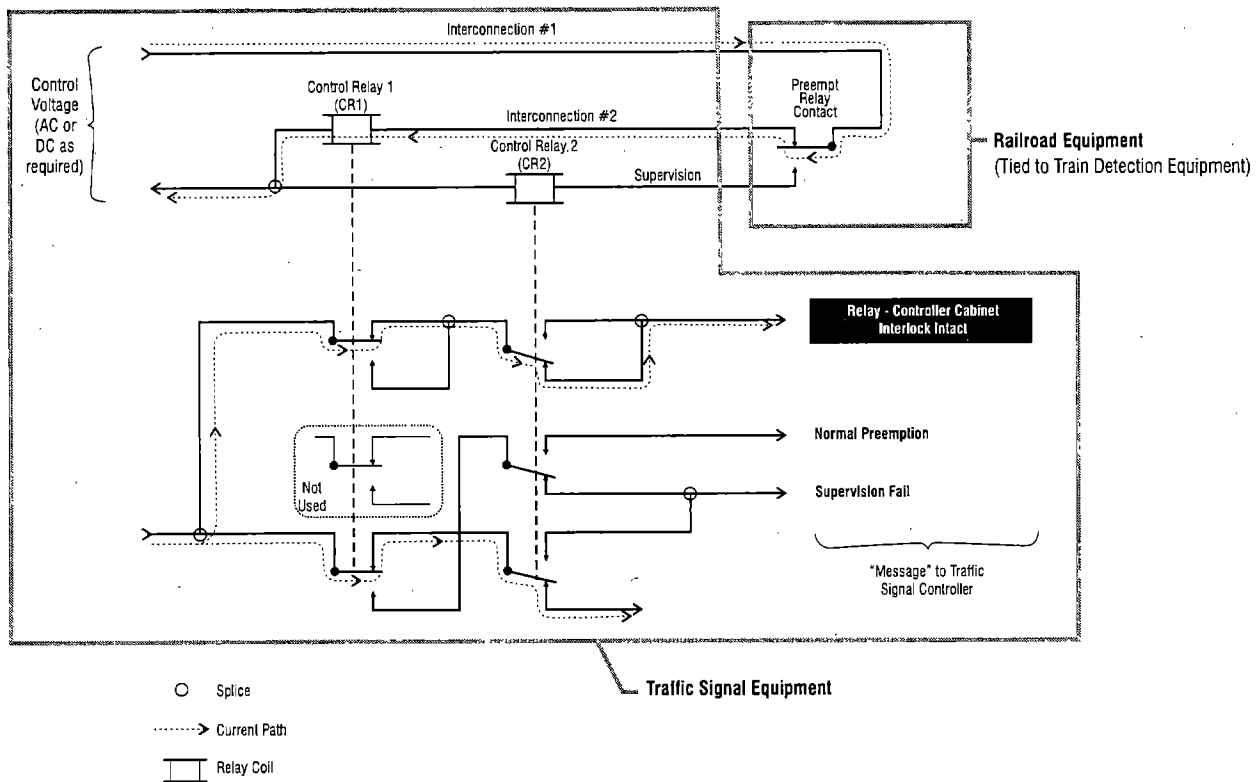 Interconnection #1
Control
Voltage
(AC or
DC as
required)
Control Relay 1
(CR1)
Interconnection #2
Preempt
Relay
Contact
Control Relay. 2
(CR2)
Supervision
Railroad Equipment
(Tied to Train Detection Equipment)
Relay - Controller Cabinet
Interlock Intact
Normal Preemption
Not
Used
Supervision Fail
"Message" to Traffic
Signal Controller
Traffic Signal Equipment
Splice
Current Path
Relay Coil